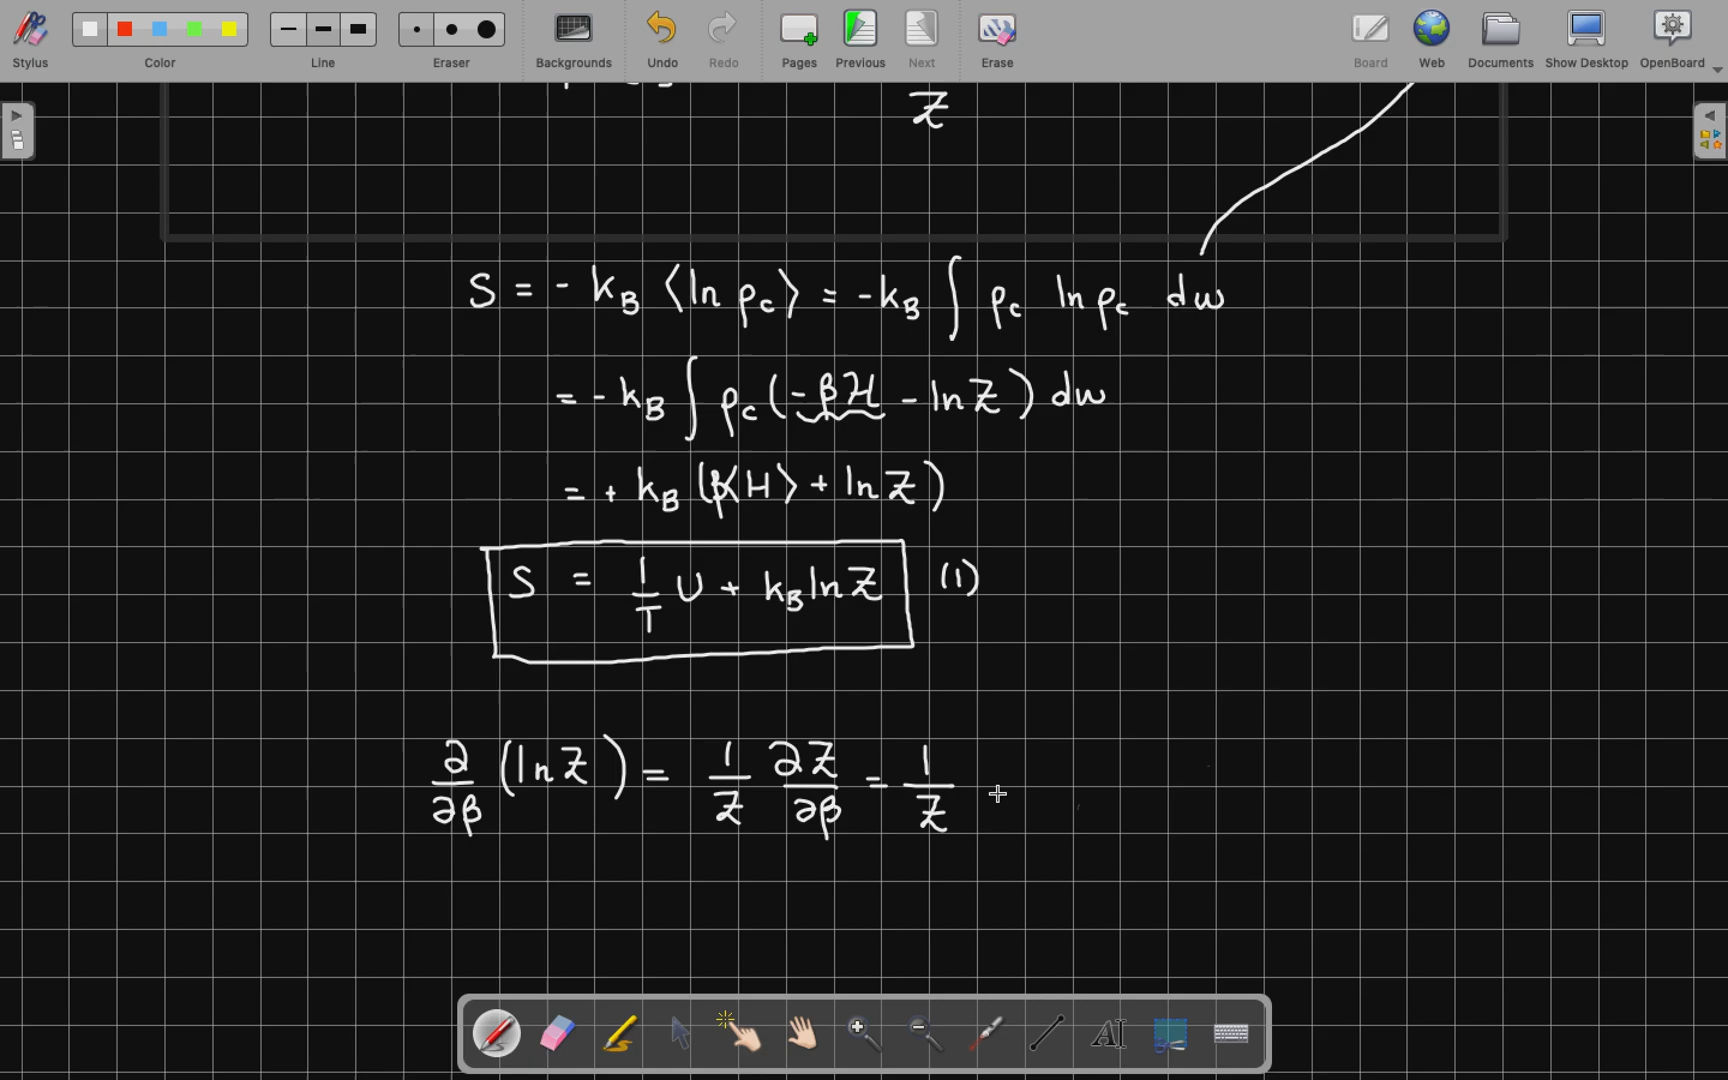 Stylus Color Line Eraser Backgrounds Undo Redo Pages Previous Next Erase Board Web Documents Show Desktop OpenBoard
Z
S = - k_B ⟨ln ρ_c⟩ = -k_B ∫ ρ_c ln ρ_c dω
= - k_B ∫ ρ_c (-βH - ln Z) dω
= + k_B (β⟨H⟩ + ln Z)
S = 1/T U + k_B ln Z (1)
∂/∂β (ln Z) = 1/Z ∂Z/∂β = 1/Z